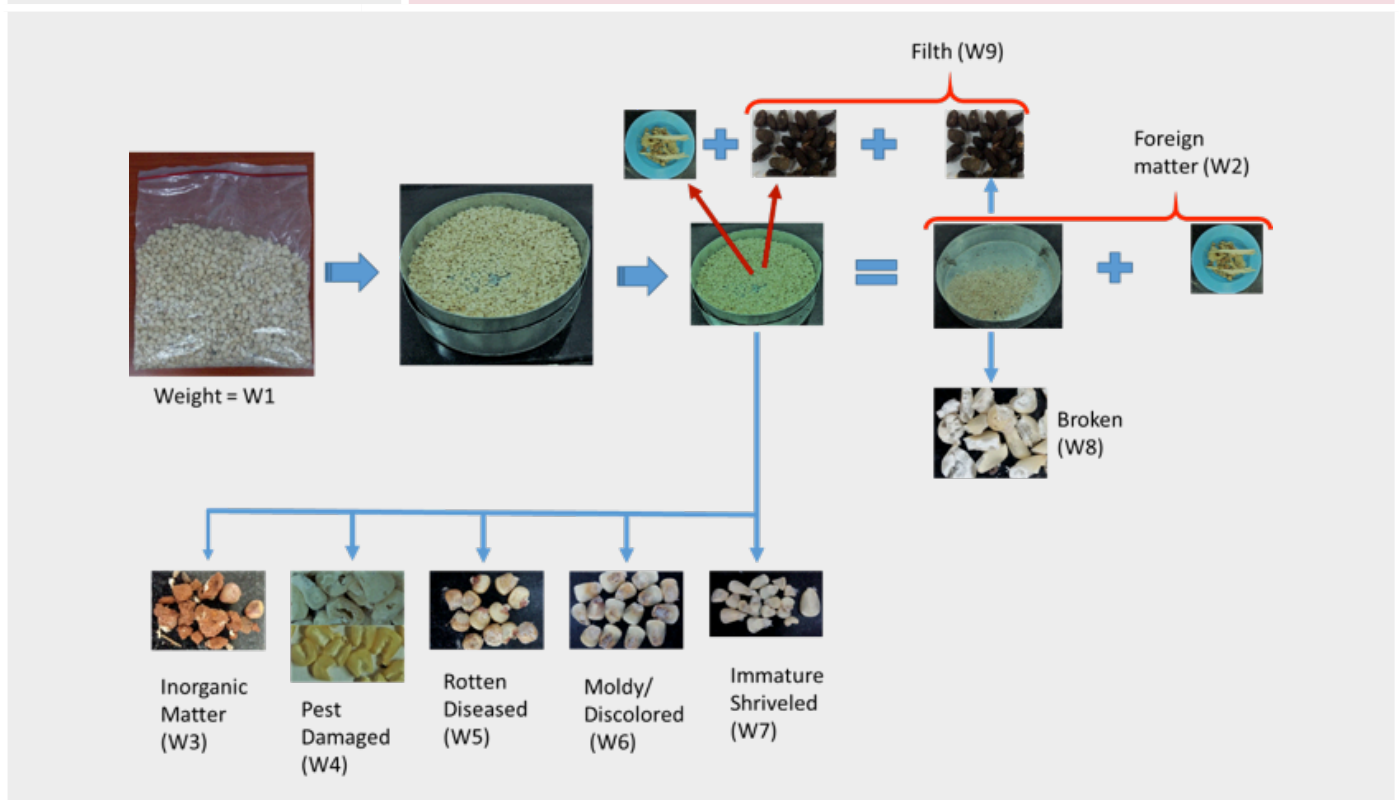 Filth (W9)
Foreign
matter (W2)
Weight = W1
Broken
(W8)
Inorganic
Matter
(W3)
Pest
Damaged
(W4)
Rotten
Diseased
(W5)
Moldy/
Discolored
(W6)
Immature
Shriveled
(W7)